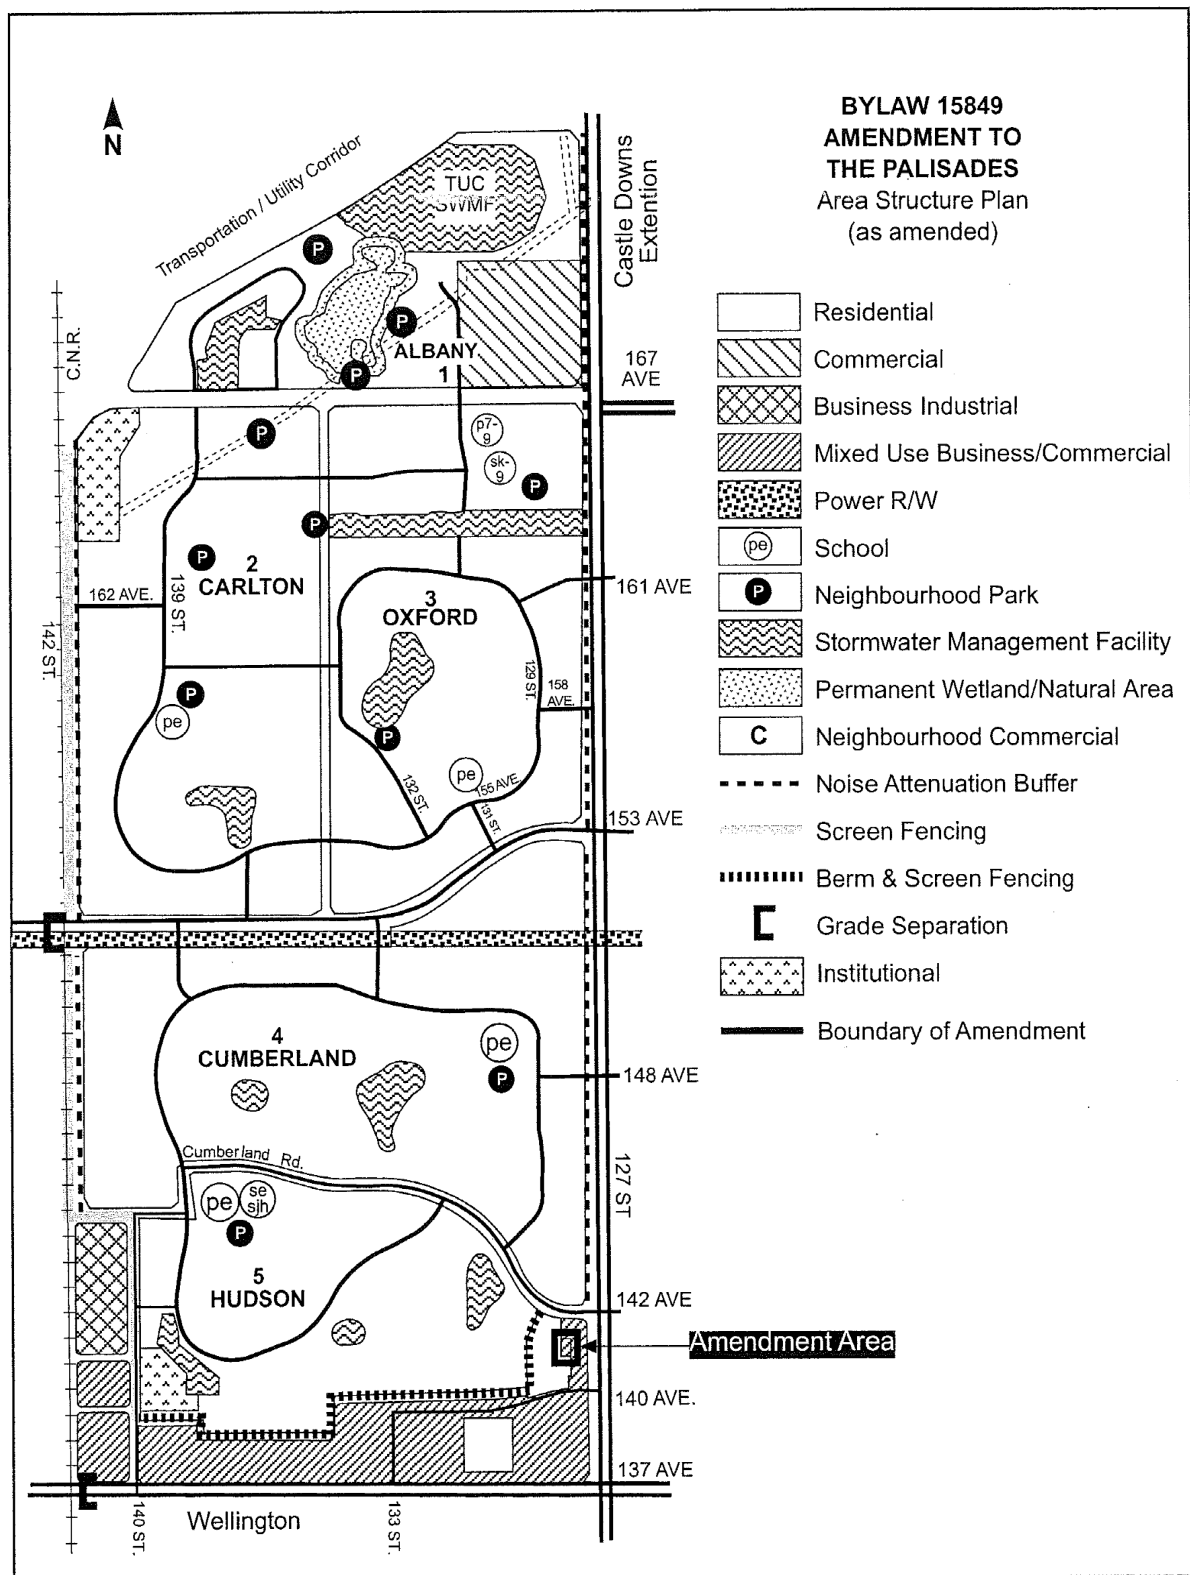 BYLAW 15849
AMENDMENT TO
THE PALISADES
Area Structure Plan
(as amended)
N
Transportation / Utility Corridor
TUC
SWMF
Castle Downs
Extention
C.N.R.
P
P
ALBANY
1
P
167
AVE
P
p7-
9
sk-
9
P
P
P
2
CARLTON
162 AVE.
139 ST.
142 ST.
3
OXFORD
161 AVE
129 ST.
158
AVE.
P
pe
P
pe
155 AVE.
132 ST.
131 ST.
153 AVE
4
CUMBERLAND
pe
P
148 AVE
Cumberland Rd.
127 ST
pe
se
sjh
P
5
HUDSON
142 AVE
Amendment Area
140 AVE.
137 AVE
Wellington
140 ST.
133 ST.
Residential
Commercial
Business Industrial
Mixed Use Business/Commercial
Power R/W
pe School
P Neighbourhood Park
Stormwater Management Facility
Permanent Wetland/Natural Area
C Neighbourhood Commercial
Noise Attenuation Buffer
Screen Fencing
Berm & Screen Fencing
Grade Separation
Institutional
Boundary of Amendment